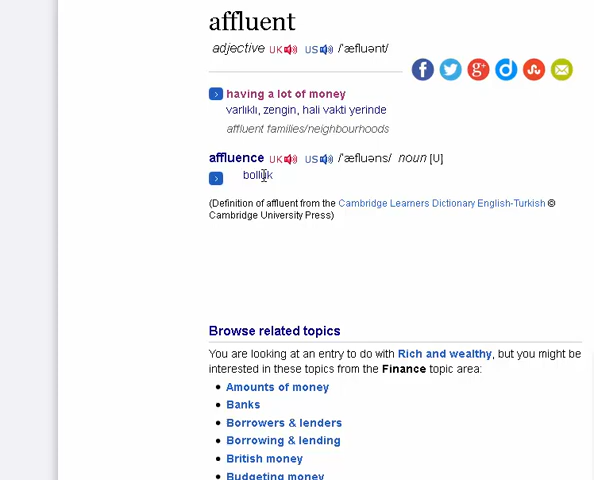 affluent
adjective UK US /ˈæfluənt/
having a lot of money
varlıklı, zengin, hali vakti yerinde
affluent families/neighbourhoods
affluence UK US /ˈæfluəns/ noun [U]
bolluk
(Definition of affluent from the Cambridge Learners Dictionary English-Turkish ©
Cambridge University Press)
Browse related topics
You are looking at an entry to do with Rich and wealthy, but you might be
interested in these topics from the Finance topic area:
Amounts of money
Banks
Borrowers & lenders
Borrowing & lending
British money
Budgeting money